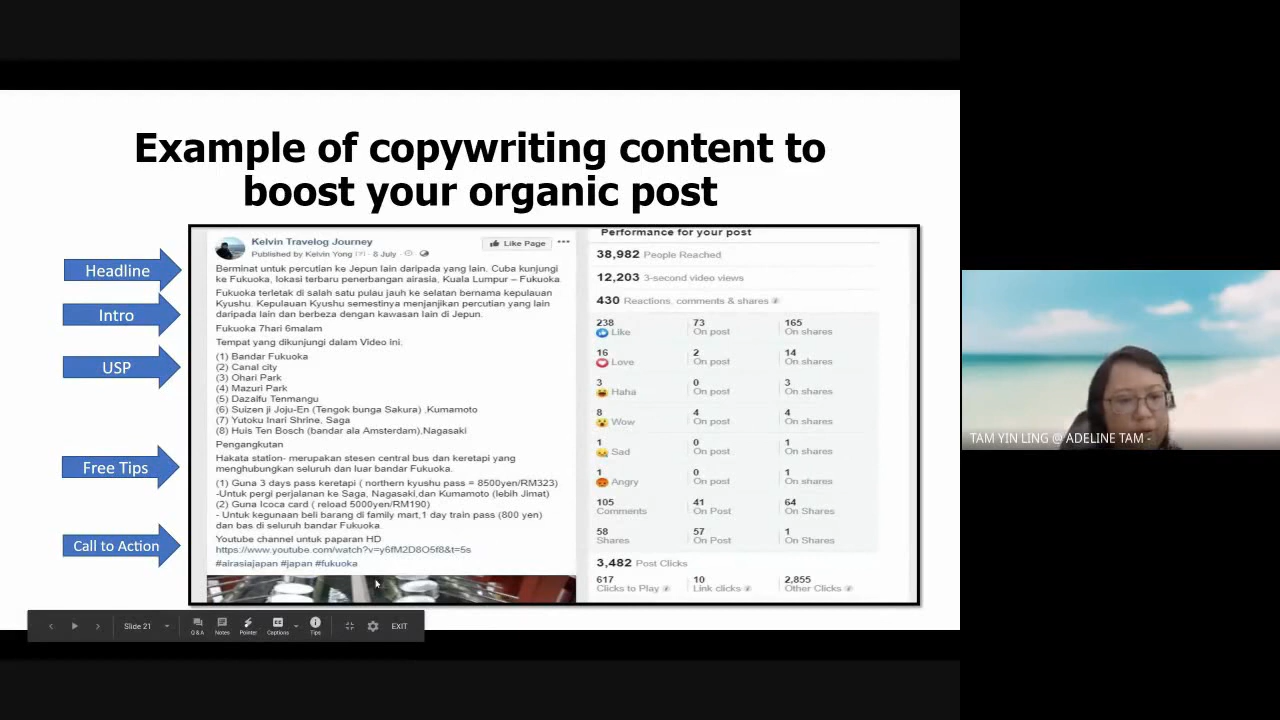 Example of copywriting content to
boost your organic post
Headline
Intro
USP
Free Tips
Call to Action
Kelvin Travelog Journey
Published by Kelvin Yong · 8 July ·
Like Page
Berminat untuk percutian ke Jepun lain daripada yang lain. Cuba kunjungi
ke Fukuoka, lokasi terbaru penerbangan airasia, Kuala Lumpur – Fukuoka.
Fukuoka terletak di salah satu pulau jauh ke selatan bernama kepulauan
Kyushu. Kepulauan Kyushu semestinya menjanjikan percutian yang lain
daripada lain dan berbeza dengan kawasan lain di Jepun.
Fukuoka 7hari 6malam
Tempat yang dikunjungi dalam Video ini.
(1) Bandar Fukuoka
(2) Canal city
(3) Ohari Park
(4) Mazuri Park
(5) Dazaifu Tenmangu
(6) Suizen ji Joju-En (Tengok bunga Sakura) ,Kumamoto
(7) Yutoku Inari Shrine, Saga
(8) Huis Ten Bosch (bandar ala Amsterdam),Nagasaki
Pengangkutan
Hakata station- merupakan stesen central bus dan keretapi yang
menghubungkan seluruh dan luar bandar Fukuoka.
(1) Guna 3 days pass keretapi ( northern kyushu pass = 8500yen/RM323)
-Untuk pergi perjalanan ke Saga, Nagasaki,dan Kumamoto (lebih Jimat)
(2) Guna Icoca card ( reload 5000yen/RM190)
- Untuk kegunaan beli barang di family mart,1 day train pass (800 yen)
dan bas di seluruh bandar Fukuoka.
Youtube channel untuk paparan HD
https://www.youtube.com/watch?v=y6fM2D8O5f8&t=5s
#airasiajapan #japan #fukuoka
Performance for your post
38,982 People Reached
12,203 3-second video views
430 Reactions, comments & shares
238 73 165
Like On post On shares
16 2 14
Love On post On shares
3 0 3
Haha On post On shares
8 4 4
Wow On post On shares
1 0 1
Sad On post On shares
1 0 1
Angry On post On shares
105 41 64
Comments On Post On Shares
58 57 1
Shares On Post On Shares
3,482 Post Clicks
617 10 2,855
Clicks to Play Link clicks Other Clicks
TAM YIN LING @ ADELINE TAM -
Slide 21
Q & A Notes Pointer Captions Tips EXIT